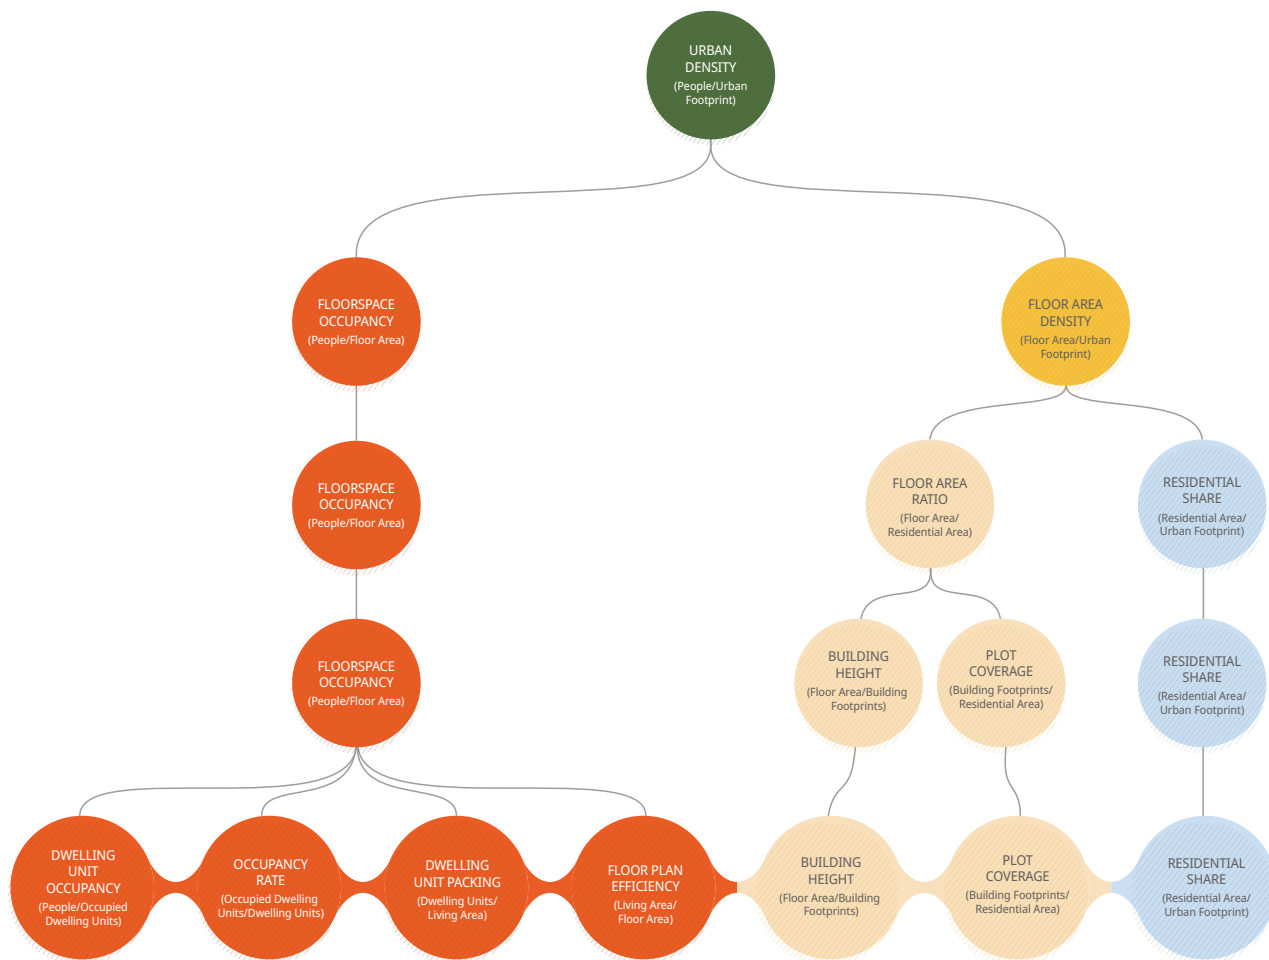 URBAN
DENSITY
(People/Urban
Footprint)
FLOORSPACE
OCCUPANCY
(People/Floor Area)
FLOOR AREA
DENSITY
(Floor Area/Urban
Footprint)
FLOORSPACE
OCCUPANCY
(People/Floor Area)
FLOOR AREA
RATIO
(Floor Area/
Residential Area)
RESIDENTIAL
SHARE
(Residential Area/
Urban Footprint)
FLOORSPACE
OCCUPANCY
(People/Floor Area)
BUILDING
HEIGHT
(Floor Area/Building
Footprints)
PLOT
COVERAGE
(Building Footprints/
Residential Area)
RESIDENTIAL
SHARE
(Residential Area/
Urban Footprint)
DWELLING
UNIT
OCCUPANCY
(People/Occupied
Dwelling Units)
OCCUPANCY
RATE
(Occupied Dwelling
Units/Dwelling Units)
DWELLING
UNIT PACKING
(Dwelling Units/
Living Area)
FLOOR PLAN
EFFICIENCY
(Living Area/
Floor Area)
BUILDING
HEIGHT
(Floor Area/Building
Footprints)
PLOT
COVERAGE
(Building Footprints/
Residential Area)
RESIDENTIAL
SHARE
(Residential Area/
Urban Footprint)